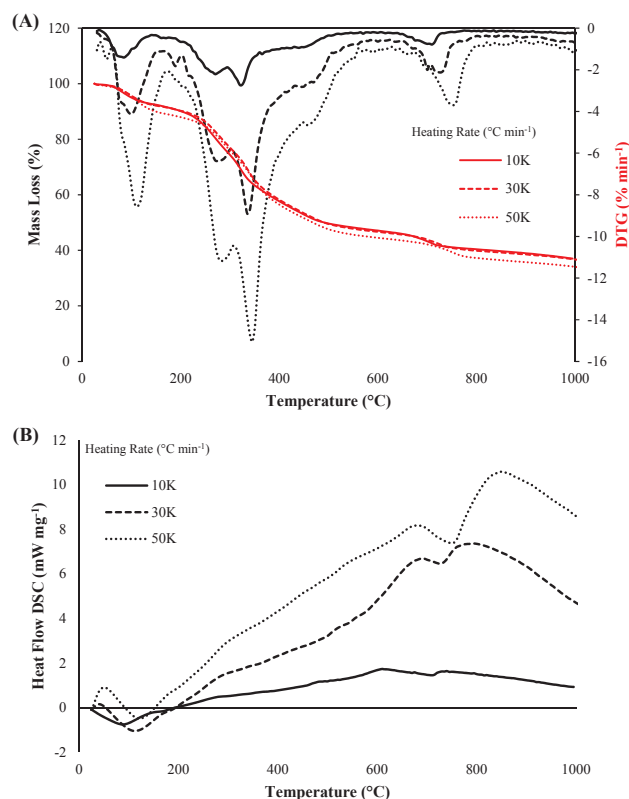 (A)
120
100
80
60
40
20
0
Mass Loss (%)
0
-2
-4
-6
-8
-10
-12
-14
-16
DTG (% min⁻¹)
Heating Rate (°C min⁻¹)
10K
30K
50K
0 200 400 600 800 1000
Temperature (°C)
(B)
12
10
8
6
4
2
0
-2
Heat Flow DSC (mW mg⁻¹)
Heating Rate (°C min⁻¹)
10K
30K
50K
0 200 400 600 800 1000
Temperature (°C)